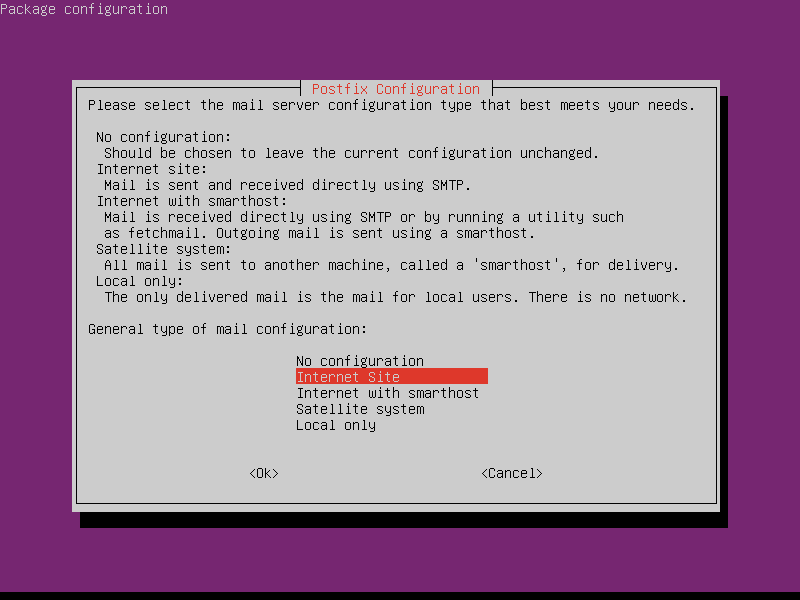 Package configuration
Postfix Configuration
Please select the mail server configuration type that best meets your needs.
No configuration:
Should be chosen to leave the current configuration unchanged.
Internet site:
Mail is sent and received directly using SMTP.
Internet with smarthost:
Mail is received directly using SMTP or by running a utility such
as fetchmail. Outgoing mail is sent using a smarthost.
Satellite system:
All mail is sent to another machine, called a 'smarthost', for delivery.
Local only:
The only delivered mail is the mail for local users. There is no network.
General type of mail configuration:
No configuration
Internet Site
Internet with smarthost
Satellite system
Local only
<Ok> <Cancel>